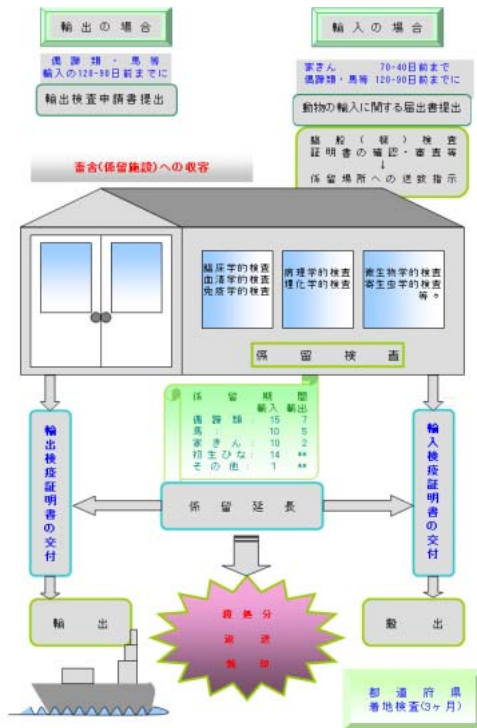 輸出の場合
偶蹄類・馬等
輸入の120-90日前までに
輸出検査申請書提出
輸入の場合
家きん 70-40日前まで
偶蹄類・馬等 120-90日前までに
動物の輸入に関する届出書提出
臨船(機)検査
証明書の確認・審査等
↓
係留場所への送致指示
畜舎(係留施設)への収容
臨床学的検査
血清学的検査
免疫学的検査
病理学的検査
理化学的検査
微生物学的検査
寄生虫学的検査
等々
係留検査
係留期間
輸入 輸出
偶蹄類: 15 7
馬: 10 5
家きん: 10 2
初生ひな: 14 **
その他: 1 **
輸出検疫証明書の交付
係留延長
輸入検疫証明書の交付
輸出
殺処分
返送
搬出
都道府県
着地検査(3ヶ月)